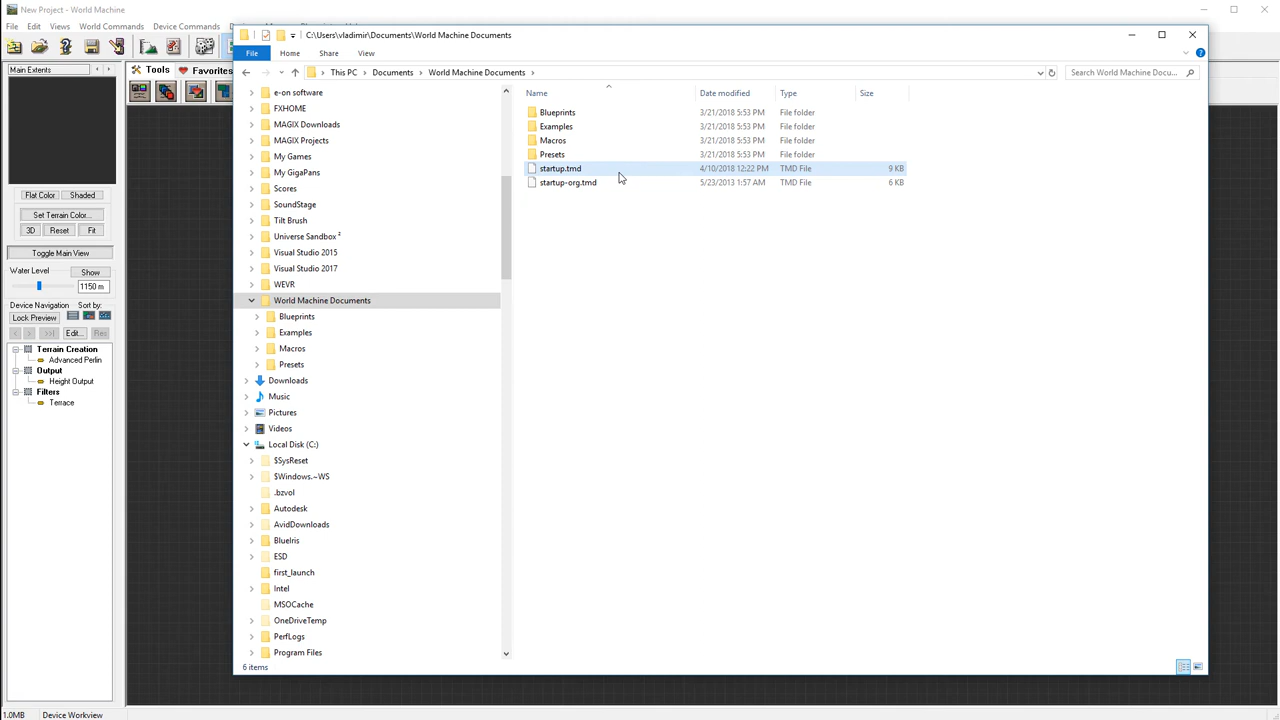 New Project - World Machine
File Edit Views World Commands Device Commands
C:\Users\vladimir\Documents\World Machine Documents
File Home Share View
This PC > Documents > World Machine Documents >
Search World Machine Docu...
Main Extents
Tools
Favorites
Name Date modified Type Size
Blueprints 3/21/2018 5:53 PM File folder
Examples 3/21/2018 5:53 PM File folder
Macros 3/21/2018 5:53 PM File folder
Presets 3/21/2018 5:53 PM File folder
startup.tmd 4/10/2018 12:22 PM TMD File 9 KB
startup-org.tmd 5/23/2013 1:57 AM TMD File 6 KB
e-on software
FXHOME
MAGIX Downloads
MAGIX Projects
My Games
My GigaPans
Scores
SoundStage
Tilt Brush
Universe Sandbox ²
Visual Studio 2015
Visual Studio 2017
WEVR
World Machine Documents
Blueprints
Examples
Macros
Presets
Downloads
Music
Pictures
Videos
Local Disk (C:)
$SysReset
$Windows.~WS
.bzvol
Autodesk
AvidDownloads
BlueIris
ESD
first_launch
Intel
MSOCache
OneDriveTemp
PerfLogs
Program Files
6 items
Flat Color Shaded
Set Terrain Color...
3D Reset Fit
Toggle Main View
Water Level Show
1150 m
Device Navigation Sort by:
Lock Preview
Edit... Res
Terrain Creation
Advanced Perlin
Output
Height Output
Filters
Terrace
1.0MB Device Workview